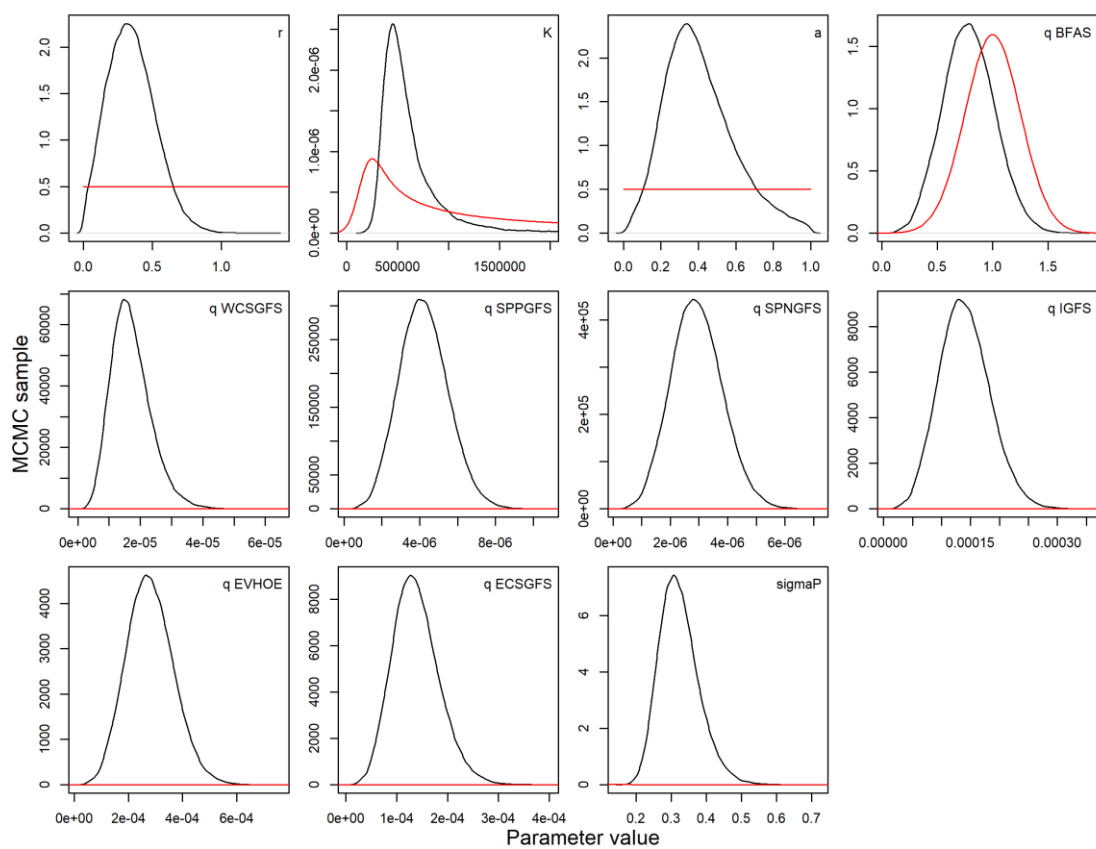 r
0.0 0.5 1.0 1.5 2.0
0.0 0.5 1.0
K
0.0e+00 1.0e-06 2.0e-06
0 500000 1500000
a
0.0 0.5 1.0 1.5 2.0
0.0 0.2 0.4 0.6 0.8 1.0
q BFAS
0.0 0.5 1.0 1.5
0.0 0.5 1.0 1.5
MCMC sample
q WCSGFS
0 20000 40000 60000
0e+00 2e-05 4e-05 6e-05
q SPPGFS
0 50000 150000 250000
0e+00 4e-06 8e-06
q SPNGFS
0e+00 2e+05 4e+05
0e+00 2e-06 4e-06 6e-06
q IGFS
0 2000 4000 6000 8000
0.00000 0.00015 0.00030
q EVHOE
0 1000 2000 3000 4000
0e+00 2e-04 4e-04 6e-04
q ECSGFS
0 2000 4000 6000 8000
0e+00 1e-04 2e-04 3e-04 4e-04
sigmaP
0 2 4 6
0.2 0.3 0.4 0.5 0.6 0.7
Parameter value